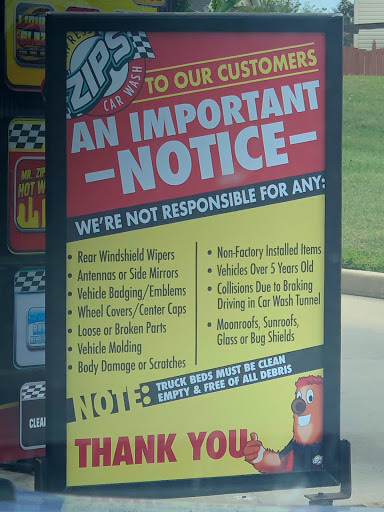 ZIPS
CAR WASH
TO OUR CUSTOMERS
AN IMPORTANT
–NOTICE–
WE'RE NOT RESPONSIBLE FOR ANY:
• Rear Windshield Wipers
• Antennas or Side Mirrors
• Vehicle Badging/Emblems
• Wheel Covers/Center Caps
• Loose or Broken Parts
• Vehicle Molding
• Body Damage or Scratches
• Non-Factory Installed Items
• Vehicles Over 5 Years Old
• Collisions Due to Braking
Driving in Car Wash Tunnel
• Moonroofs, Sunroofs,
Glass or Bug Shields
NOTE:
TRUCK BEDS MUST BE CLEAN
EMPTY & FREE OF ALL DEBRIS
THANK YOU
MR. ZIP
HOT W
CLEA